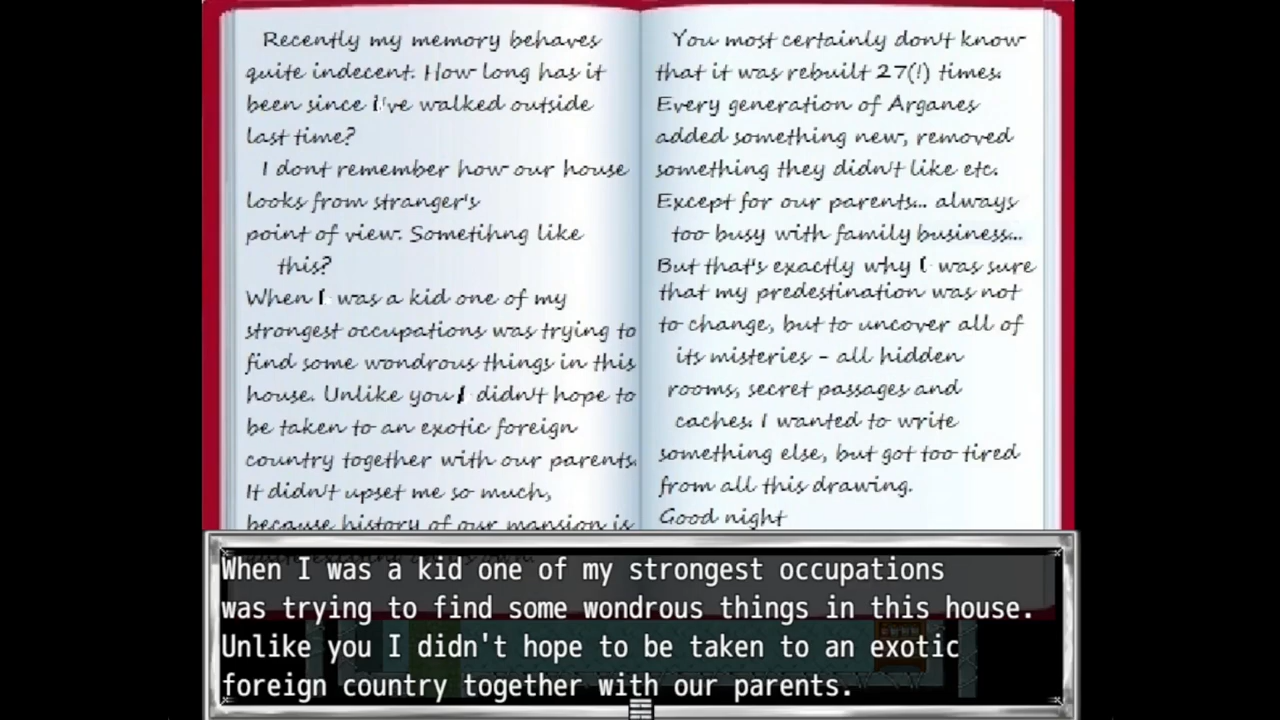 Recently my memory behaves
quite indecent. How long has it
been since I've walked outside
last time?
I dont remember how our house
looks from stranger's
point of view. Sometihng like
this?
When I was a kid one of my
strongest occupations was trying to
find some wondrous things in this
house. Unlike you I didn't hope to
be taken to an exotic foreign
country together with our parents.
It didn't upset me so much,
because history of our mansion is
You most certainly don't know
that it was rebuilt 27(!) times.
Every generation of Arganes
added something new, removed
something they didn't like etc.
Except for our parents... always
too busy with family business...
But that's exactly why I was sure
that my predestination was not
to change, but to uncover all of
its misteries - all hidden
rooms, secret passages and
caches. I wanted to write
something else, but got too tired
from all this drawing.
Good night
When I was a kid one of my strongest occupations
was trying to find some wondrous things in this house.
Unlike you I didn't hope to be taken to an exotic
foreign country together with our parents.